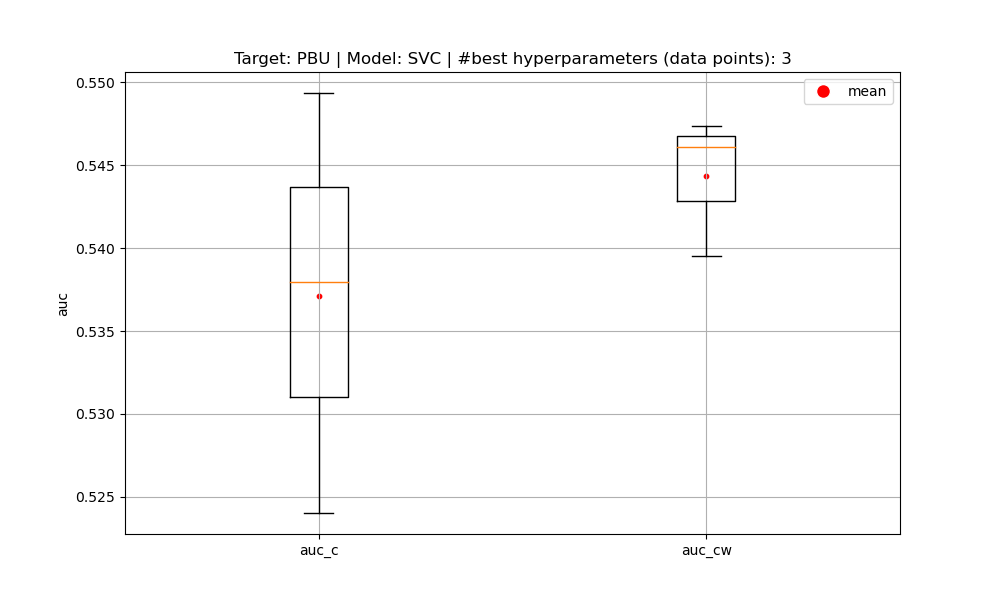 Target: PBU | Model: SVC | #best hyperparameters (data points): 3
mean
0.550
0.545
0.540
0.535
0.530
0.525
auc
auc_c
auc_cw